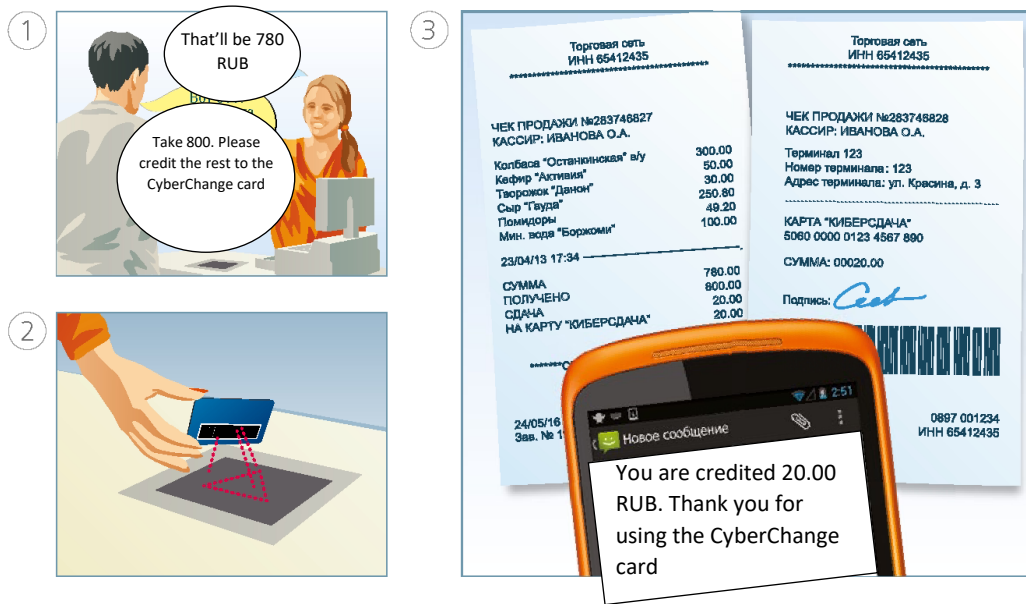 1
That'll be 780
RUB
Take 800. Please
credit the rest to the
CyberChange card
2
3
Торговая сеть
ИНН 65412435
********************************
ЧЕК ПРОДАЖИ №283746827
КАССИР: ИВАНОВА О.А.
Колбаса "Останкинская" в/у 300.00
Кефир "Активия" 50.00
Творожок "Данон" 30.00
Сыр "Гауда" 250.80
Помидоры 49.20
Мин. вода "Боржоми" 100.00
23/04/13 17:34
СУММА 780.00
ПОЛУЧЕНО 800.00
СДАЧА 20.00
НА КАРТУ "КИБЕРСДАЧА" 20.00
24/05/16
Зав. №
Торговая сеть
ИНН 65412435
********************************
ЧЕК ПРОДАЖИ №283746828
КАССИР: ИВАНОВА О.А.
Терминал 123
Номер терминала: 123
Адрес терминала: ул. Красина, д. 3
КАРТА "КИБЕРСДАЧА"
5060 0000 0123 4567 890
СУММА: 00020.00
Подпись:
0897 001234
ИНН 65412435
2:51
Новое сообщение
You are credited 20.00
RUB. Thank you for
using the CyberChange
card